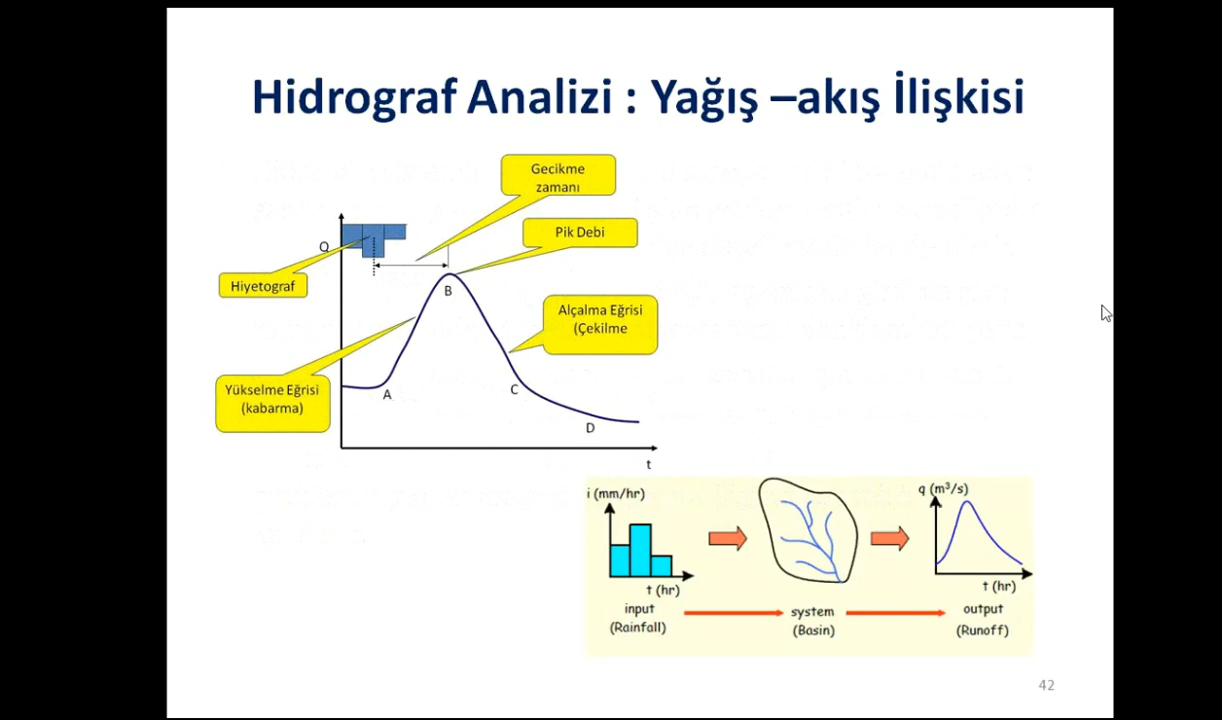 Hidrograf Analizi : Yağış –akış İlişkisi
Gecikme
zamanı
Pik Debi
Q
Hiyetograf
B
Alçalma Eğrisi
(Çekilme
Yükselme Eğrisi
(kabarma)
A
C
D
t
i (mm/hr)
q (m³/s)
t (hr)
t (hr)
input
(Rainfall)
system
(Basin)
output
(Runoff)
42